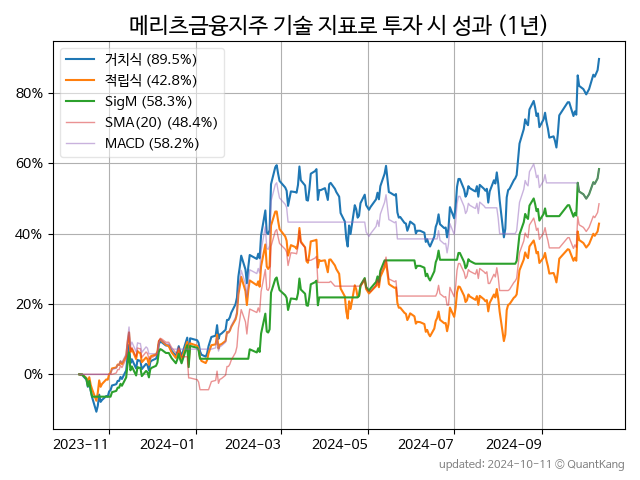 메리츠금융지주 기술 지표로 투자 시 성과 (1년)
거치식 (89.5%)
적립식 (42.8%)
SigM (58.3%)
SMA(20) (48.4%)
MACD (58.2%)
80%
60%
40%
20%
0%
2023-11 2024-01 2024-03 2024-05 2024-07 2024-09
updated: 2024-10-11 © QuantKang